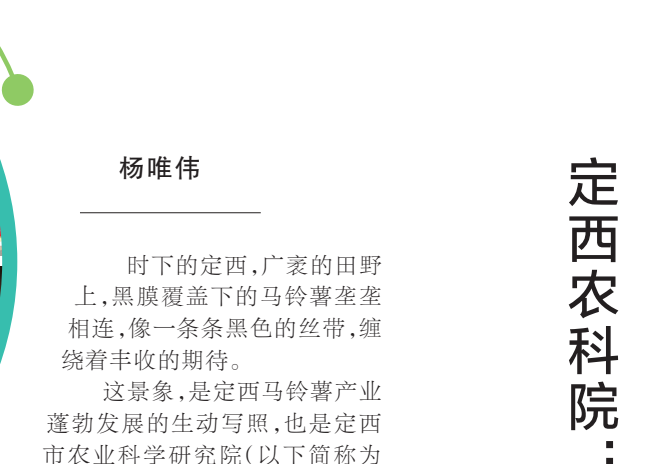 定西农科院：
杨唯伟
时下的定西,广袤的田野
上,黑膜覆盖下的马铃薯垄垄
相连,像一条条黑色的丝带,缠
绕着丰收的期待。
这景象,是定西马铃薯产业
蓬勃发展的生动写照,也是定西
市农业科学研究院(以下简称为